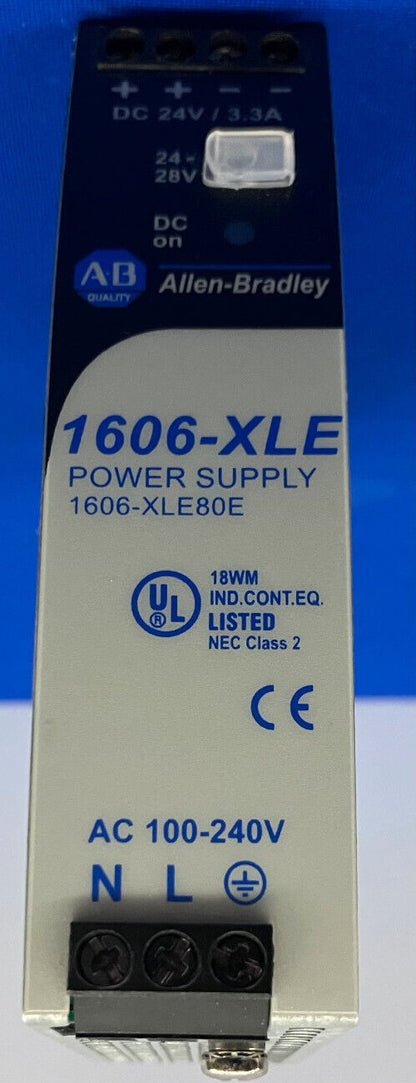 + + − −
DC 24V / 3.3A
24-
28V
DC
on
A·B
QUALITY
Allen-Bradley
1606-XLE
POWER SUPPLY
1606-XLE80E
UL
®
18WM
IND.CONT.EQ.
LISTED
NEC Class 2
CE
AC 100-240V
N L